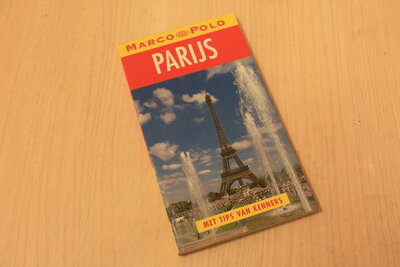 MARCO POLO
PARIJS
MET TIPS VAN KENNERS